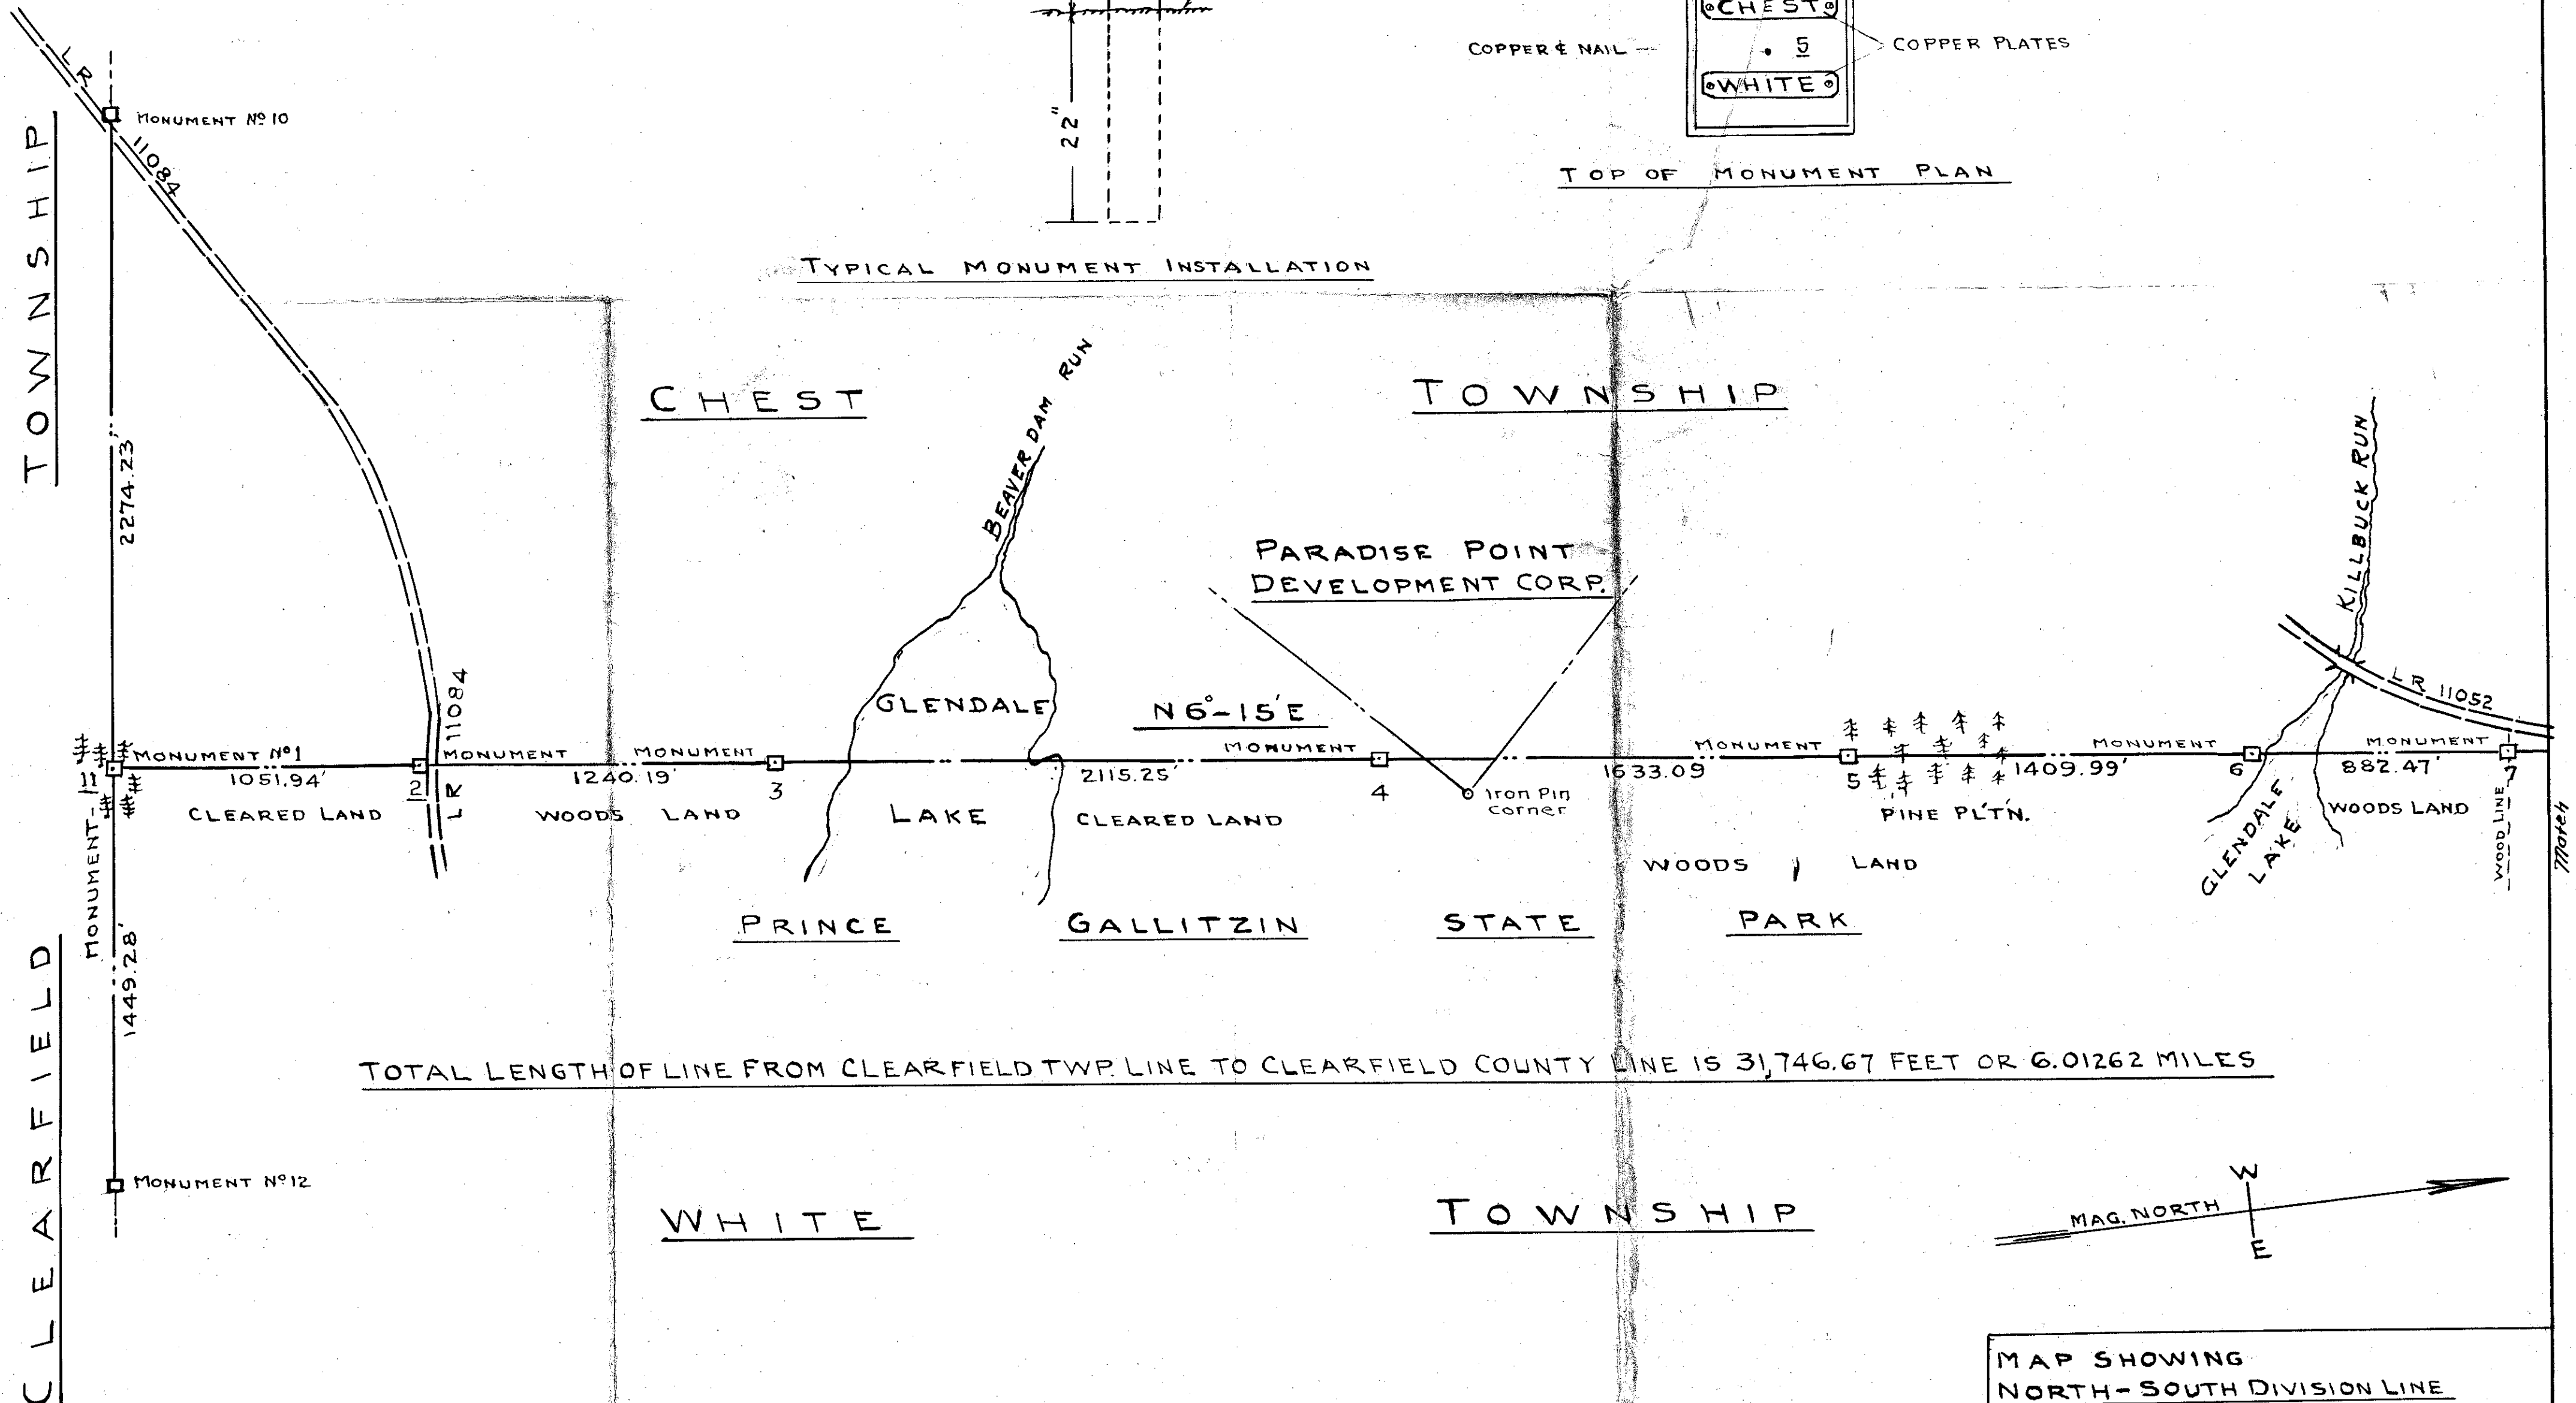 CHEST
COPPER & NAIL
5
COPPER PLATES
WHITE
TOP OF MONUMENT PLAN
22"
TYPICAL MONUMENT INSTALLATION
LR 11084
MONUMENT Nº 10
TOWNSHIP
2274.23'
CHEST TOWNSHIP
BEAVER DAM RUN
KILLBUCK RUN
PARADISE POINT
DEVELOPMENT CORP.
GLENDALE
LAKE
N 6°-15'E
LR 11084
LR 11052
MONUMENT Nº 1
MONUMENT
MONUMENT
MONUMENT
MONUMENT
MONUMENT
MONUMENT
11
1051.94'
2
1240.19'
3
2115.25'
4
1633.09
5
1409.99'
6
882.47'
7
Iron Pin
Corner
CLEARED LAND
WOODS LAND
CLEARED LAND
PINE PL'T'N.
WOODS LAND
WOODS LAND
GLENDALE
LAKE
WOOD LINE
Match
MONUMENT-
1449.28'
PRINCE GALLITZIN STATE PARK
TOTAL LENGTH OF LINE FROM CLEARFIELD TWP. LINE TO CLEARFIELD COUNTY LINE IS 31,746.67 FEET OR 6.01262 MILES
CLEARFIELD
MONUMENT Nº 12
WHITE TOWNSHIP
MAG. NORTH
W
E
MAP SHOWING
NORTH-SOUTH DIVISION LINE